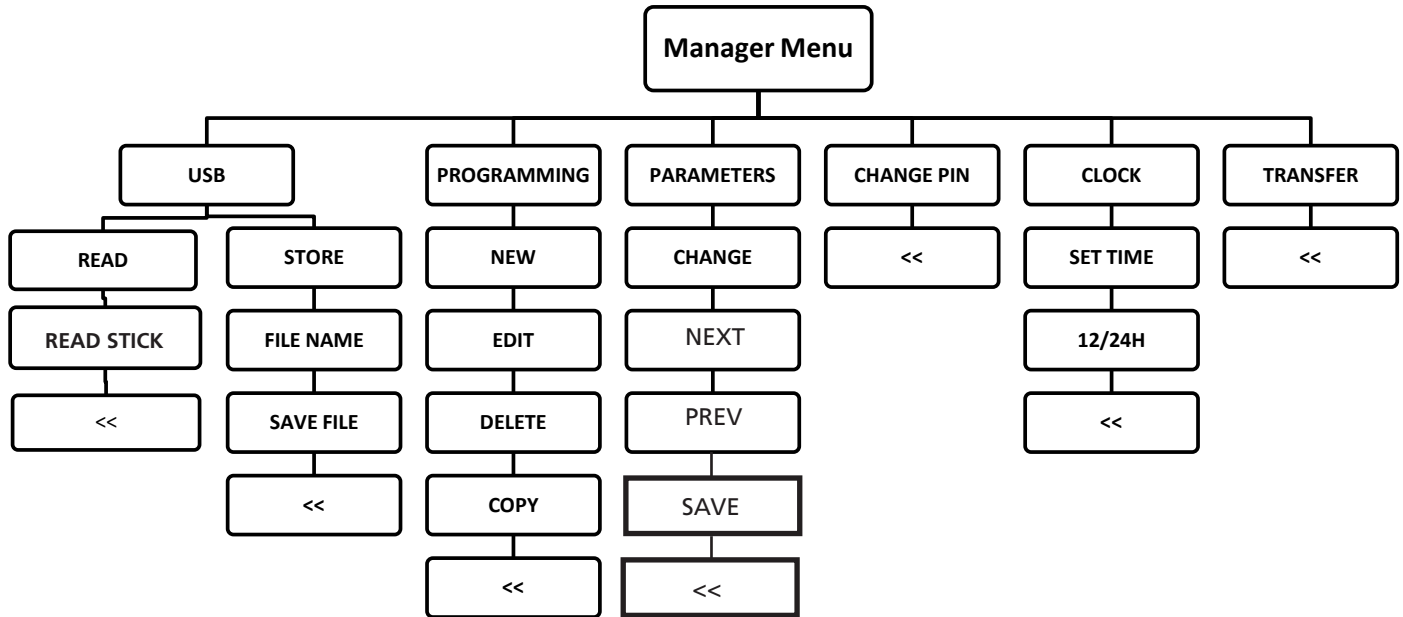 Manager Menu
USB
PROGRAMMING
PARAMETERS
CHANGE PIN
CLOCK
TRANSFER
READ
STORE
NEW
CHANGE
<<
SET TIME
<<
READ STICK
FILE NAME
EDIT
NEXT
12/24H
<<
SAVE FILE
DELETE
PREV
<<
<<
COPY
SAVE
<<
<<